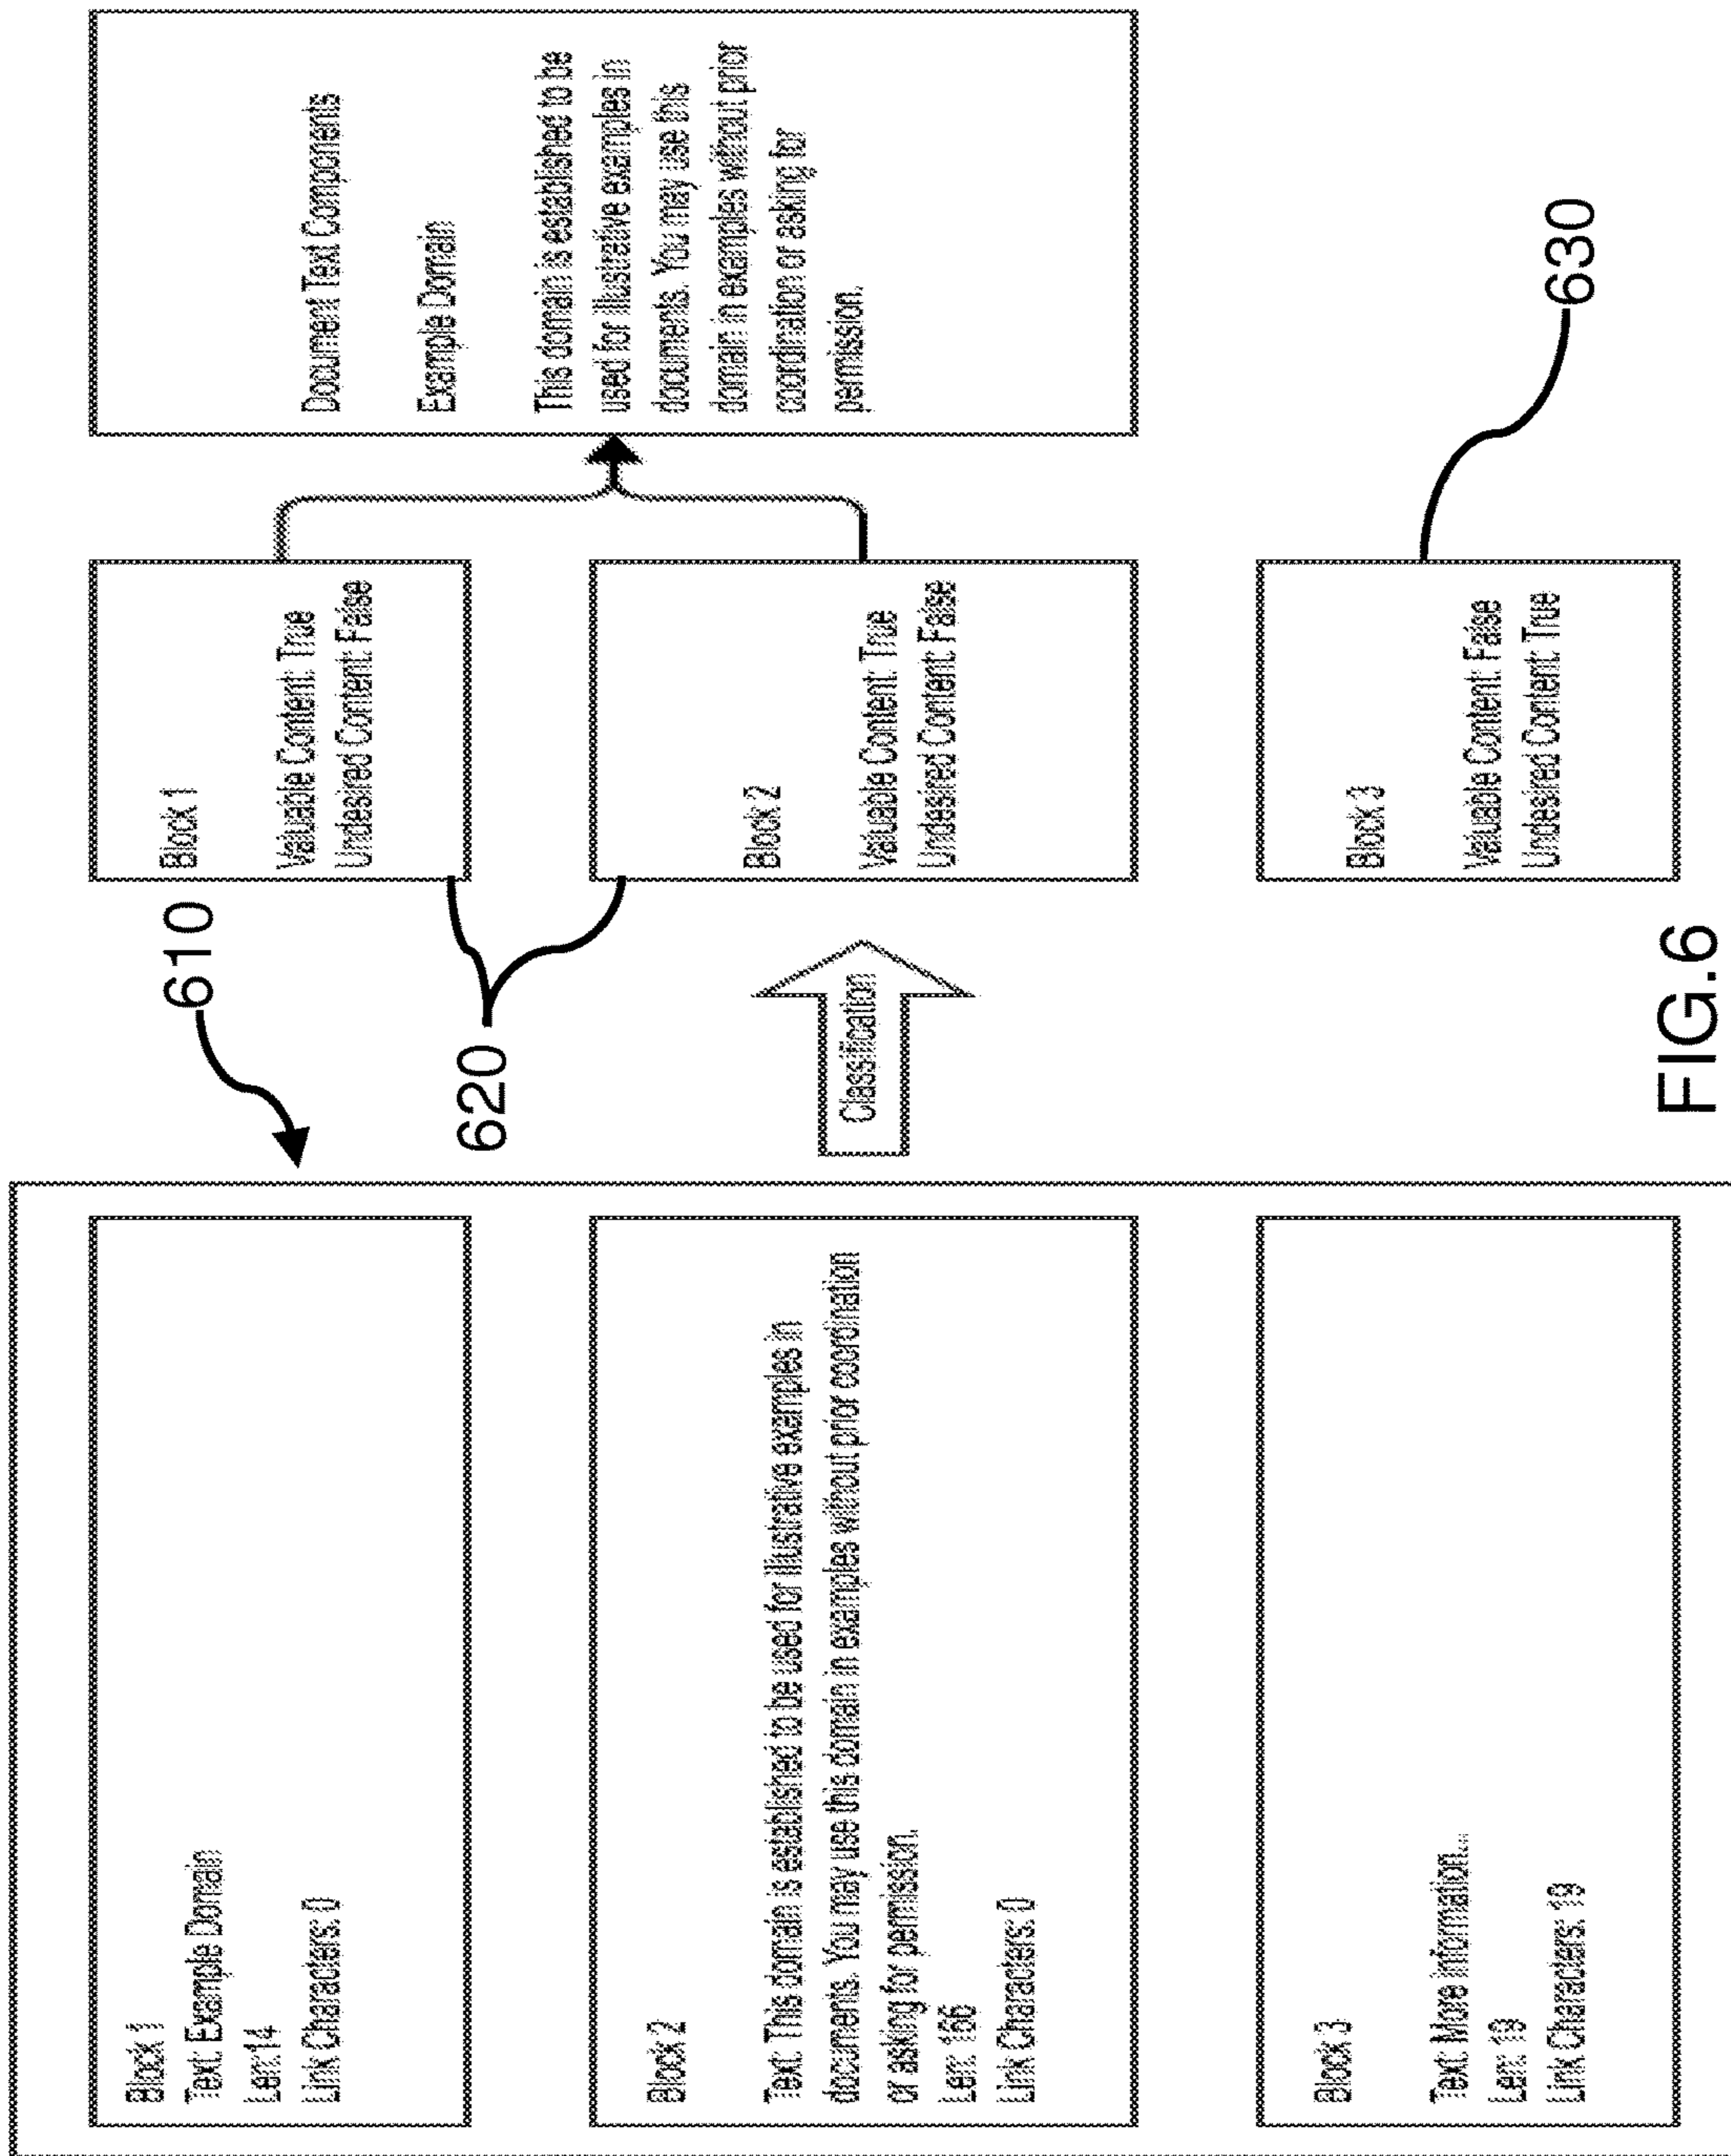 Block 1
Text: Example Domain
Len:14
Link Characters: 0
Block 2
Text: This domain is established to be used for illustrative exemples in
documents. You may use this domain in examples without prior coordination
or asking for permission.
Len: 166
Link Characters: 0
Block 3
Text: More information...
Len: 19
Link Characters: 19
610
620
Classification
Block 1
Valuable Content: True
Undesired Content: False
Block 2
Valuable Content: True
Undesired Content: False
Block 3
Valuable Content: False
Undesired Content: True
630
Document Text Components
Example Domain
This domain is established to be
used for illustrative examples in
documents. You may use this
domain in examples without prior
coordination or asking for
permission.
FIG.6